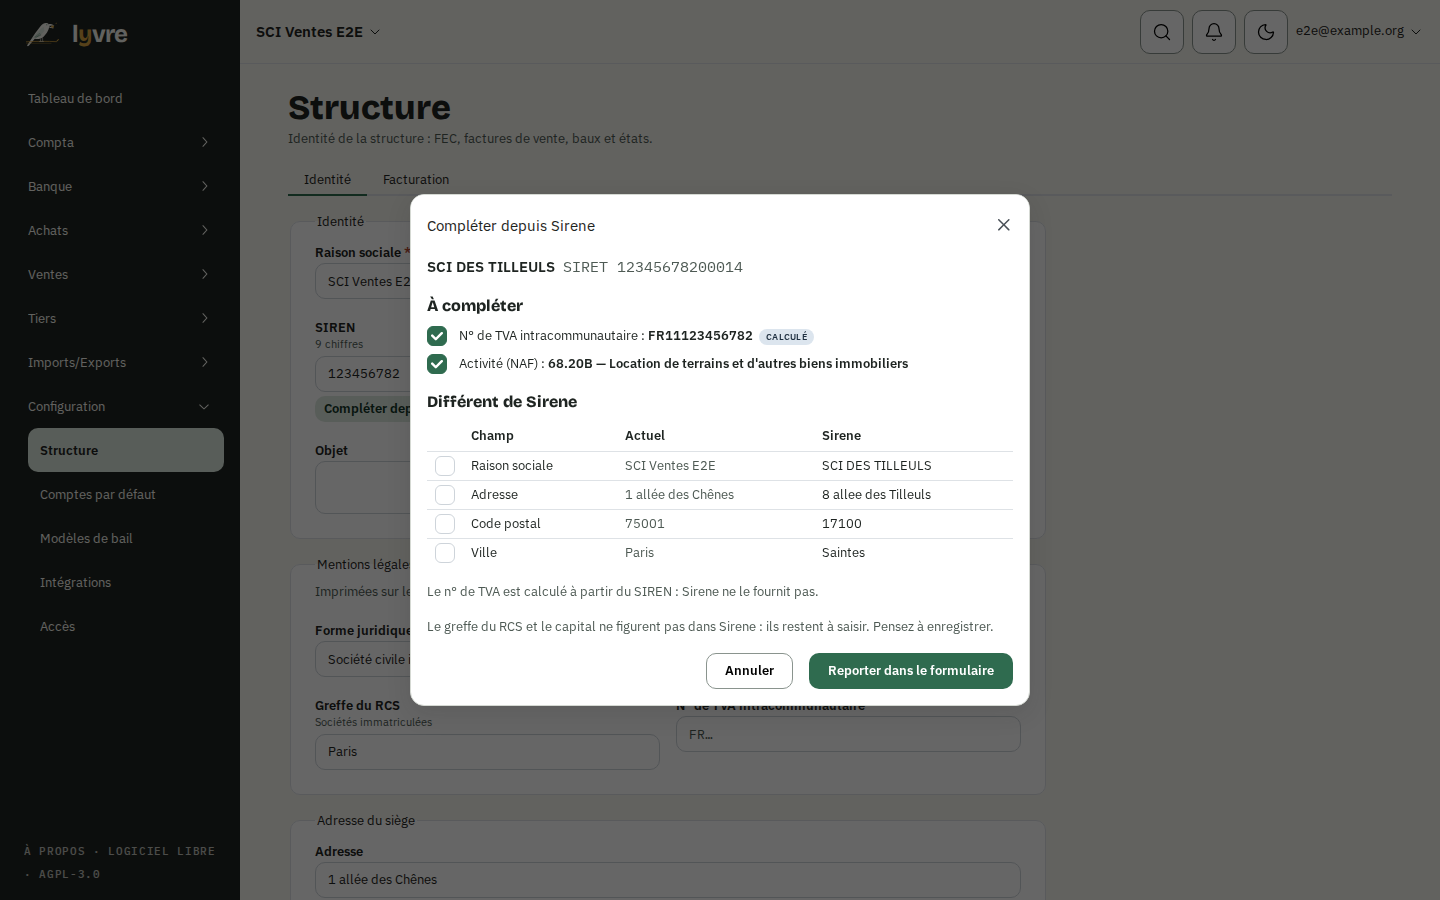 lyvre
SCI Ventes E2E
e2e@example.org
Tableau de bord
Compta
Banque
Achats
Ventes
Tiers
Imports/Exports
Configuration
Structure
Comptes par défaut
Modèles de bail
Intégrations
Accès
À PROPOS · LOGICIEL LIBRE
· AGPL-3.0
Structure
Identité de la structure : FEC, factures de vente, baux et états.
Identité
Facturation
Identité
Raison sociale *
SCI Ventes E2
SIREN
9 chiffres
123456782
Compléter dep
Objet
Mentions légale
Imprimées sur le
Forme juridique
Société civile i
Greffe du RCS
Sociétés immatriculées
Paris
N° de TVA intracommunautaire
FR…
Adresse du siège
Adresse
1 allée des Chênes
Compléter depuis Sirene
SCI DES TILLEULS SIRET 12345678200014
À compléter
N° de TVA intracommunautaire : FR11123456782 CALCULÉ
Activité (NAF) : 68.20B — Location de terrains et d'autres biens immobiliers
Différent de Sirene
Champ Actuel Sirene
Raison sociale SCI Ventes E2E SCI DES TILLEULS
Adresse 1 allée des Chênes 8 allee des Tilleuls
Code postal 75001 17100
Ville Paris Saintes
Le n° de TVA est calculé à partir du SIREN : Sirene ne le fournit pas.
Le greffe du RCS et le capital ne figurent pas dans Sirene : ils restent à saisir. Pensez à enregistrer.
Annuler
Reporter dans le formulaire